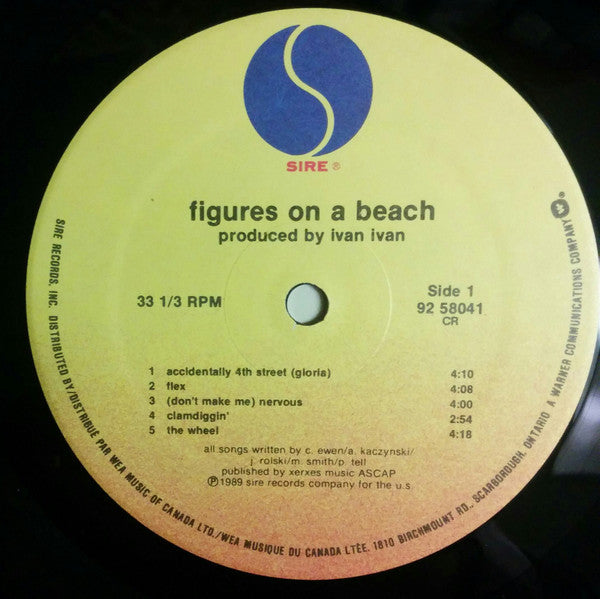 SIRE ®
figures on a beach
produced by ivan ivan
33 1/3 RPM
Side 1
92 58041
CR
1 accidentally 4th street (gloria) 4:10
2 flex 4:08
3 (don't make me) nervous 4:00
4 clamdiggin' 2:54
5 the wheel 4:18
all songs written by c. ewen/a. kaczynski/
j. rolski/m. smith/p. tell
published by xerxes music ASCAP
Ⓟ1989 sire records company for the u.s.
SIRE RECORDS, INC. DISTRIBUTED BY/DISTRIBUÉ PAR WEA MUSIC OF CANADA LTD./WEA MUSIQUE DU CANADA LTÉE. 1810 BIRCHMOUNT RD., SCARBOROUGH, ONTARIO A WARNER COMMUNICATIONS COMPANY ®